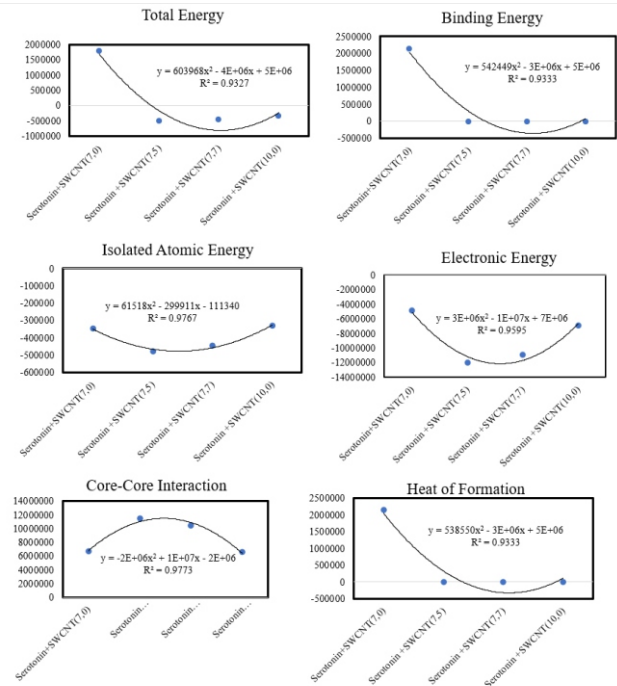 Total Energy
2000000
1500000
1000000
500000
0
-500000
-1000000
y = 603968x² - 4E+06x + 5E+06
R² = 0.9327
Serotonin+SWCNT(7,0)
Serotonin +SWCNT(7,5)
Serotonin +SWCNT(7,7)
Serotonin +SWCNT(10,0)
Binding Energy
2500000
2000000
1500000
1000000
500000
0
-500000
y = 542449x² - 3E+06x + 5E+06
R² = 0.9333
Serotonin+SWCNT(7,0)
Serotonin +SWCNT(7,5)
Serotonin +SWCNT(7,7)
Serotonin +SWCNT(10,0)
Isolated Atomic Energy
0
-100000
-200000
-300000
-400000
-500000
-600000
y = 61518x² - 299911x - 111340
R² = 0.9767
Serotonin+SWCNT(7,0)
Serotonin +SWCNT(7,5)
Serotonin +SWCNT(7,7)
Serotonin +SWCNT(10,0)
Electronic Energy
0
-2000000
-4000000
-6000000
-8000000
-10000000
-12000000
-14000000
y = 3E+06x² - 1E+07x + 7E+06
R² = 0.9595
Serotonin+SWCNT(7,0)
Serotonin +SWCNT(7,5)
Serotonin +SWCNT(7,7)
Serotonin +SWCNT(10,0)
Core-Core Interaction
14000000
12000000
10000000
8000000
6000000
4000000
2000000
0
y = -2E+06x² + 1E+07x - 2E+06
R² = 0.9773
Serotonin+SWCNT(7,0)
Serotonin...
Serotonin...
Serotonin...
Heat of Formation
2500000
2000000
1500000
1000000
500000
0
-500000
y = 538550x² - 3E+06x + 5E+06
R² = 0.9333
Serotonin+SWCNT(7,0)
Serotonin +SWCNT(7,5)
Serotonin +SWCNT(7,7)
Serotonin +SWCNT(10,0)